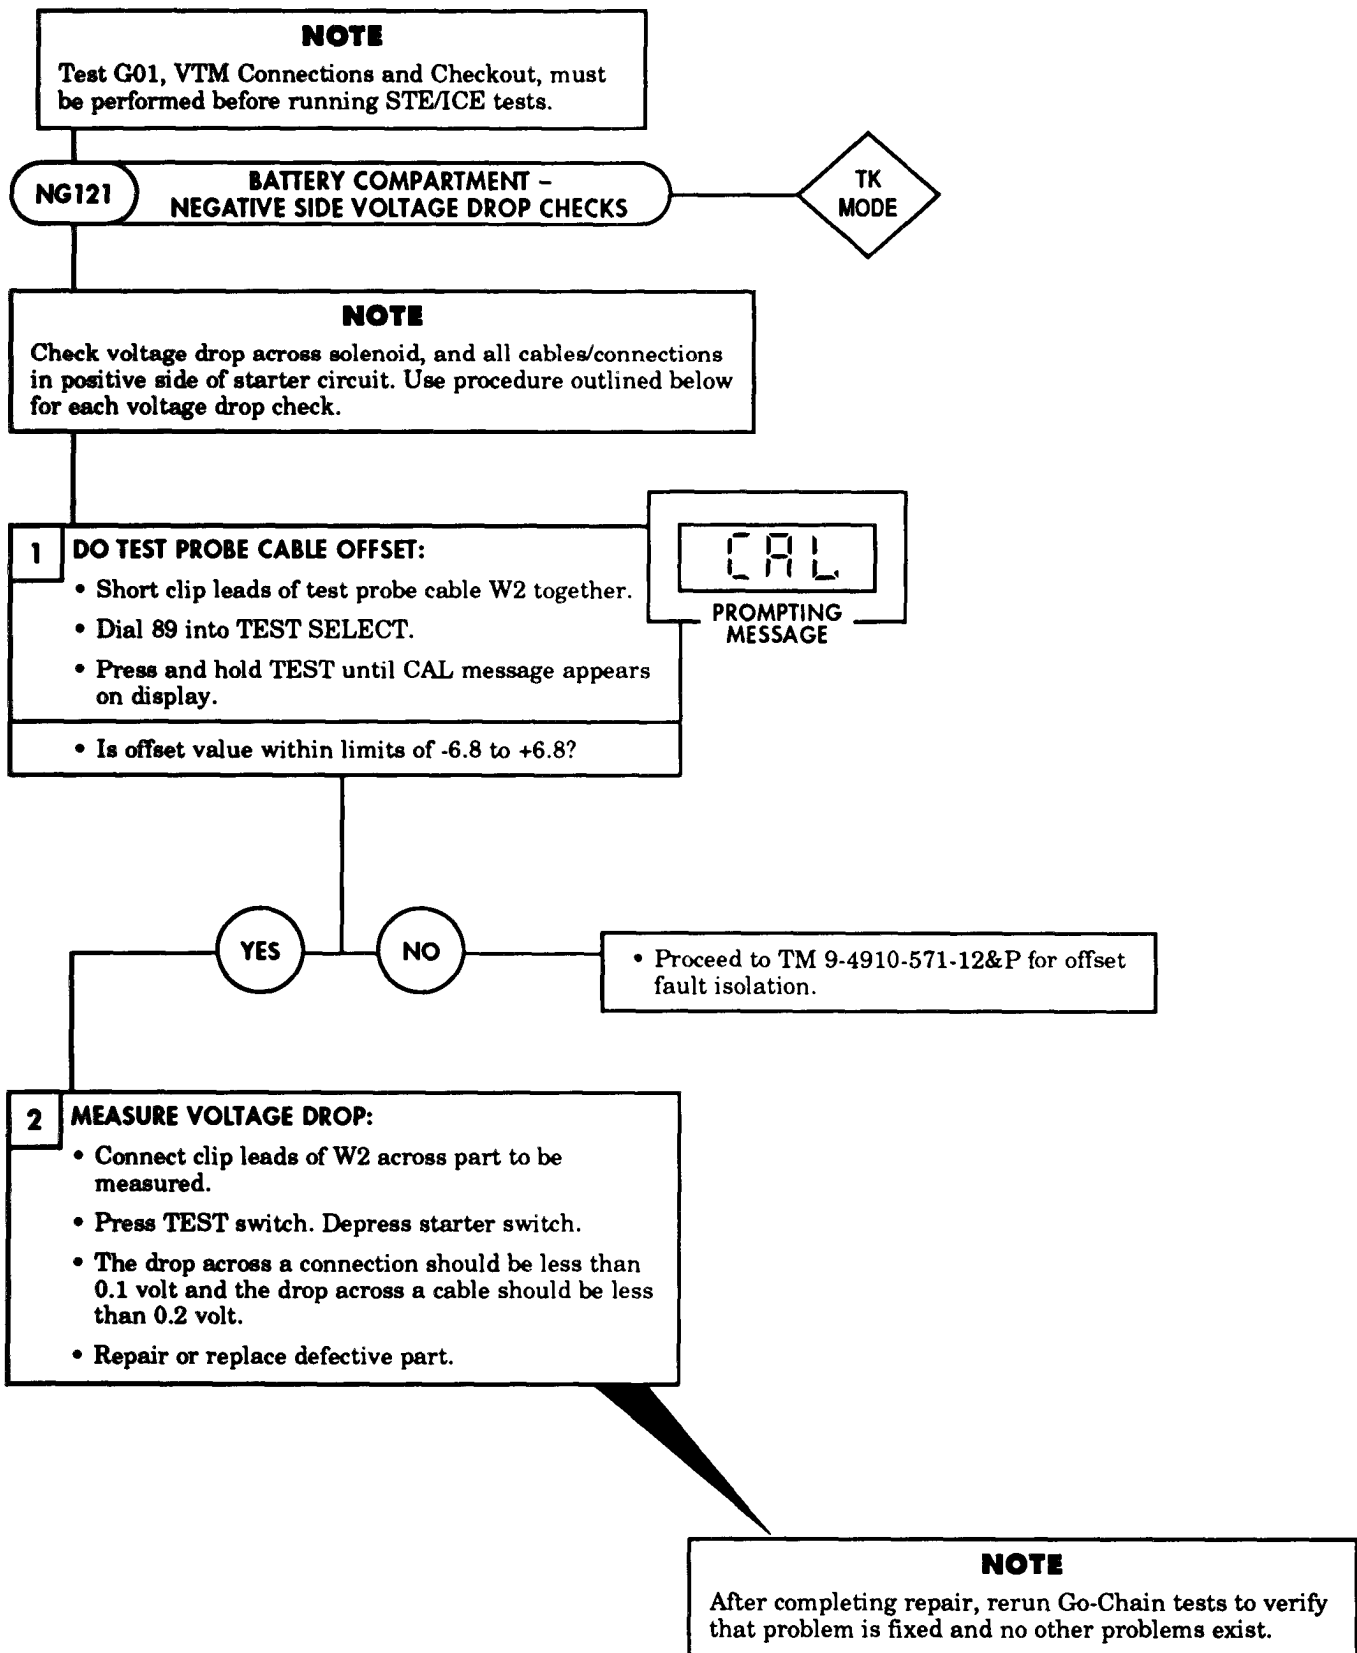 NOTE
Test G01, VTM Connections and Checkout, must
be performed before running STE/ICE tests.
NG121
BATTERY COMPARTMENT –
NEGATIVE SIDE VOLTAGE DROP CHECKS
TK
MODE
NOTE
Check voltage drop across solenoid, and all cables/connections
in positive side of starter circuit. Use procedure outlined below
for each voltage drop check.
1
DO TEST PROBE CABLE OFFSET:
• Short clip leads of test probe cable W2 together.
• Dial 89 into TEST SELECT.
• Press and hold TEST until CAL message appears
on display.
• Is offset value within limits of -6.8 to +6.8?
CAL
PROMPTING
MESSAGE
YES
NO
• Proceed to TM 9-4910-571-12&P for offset
fault isolation.
2
MEASURE VOLTAGE DROP:
• Connect clip leads of W2 across part to be
measured.
• Press TEST switch. Depress starter switch.
• The drop across a connection should be less than
0.1 volt and the drop across a cable should be less
than 0.2 volt.
• Repair or replace defective part.
NOTE
After completing repair, rerun Go-Chain tests to verify
that problem is fixed and no other problems exist.